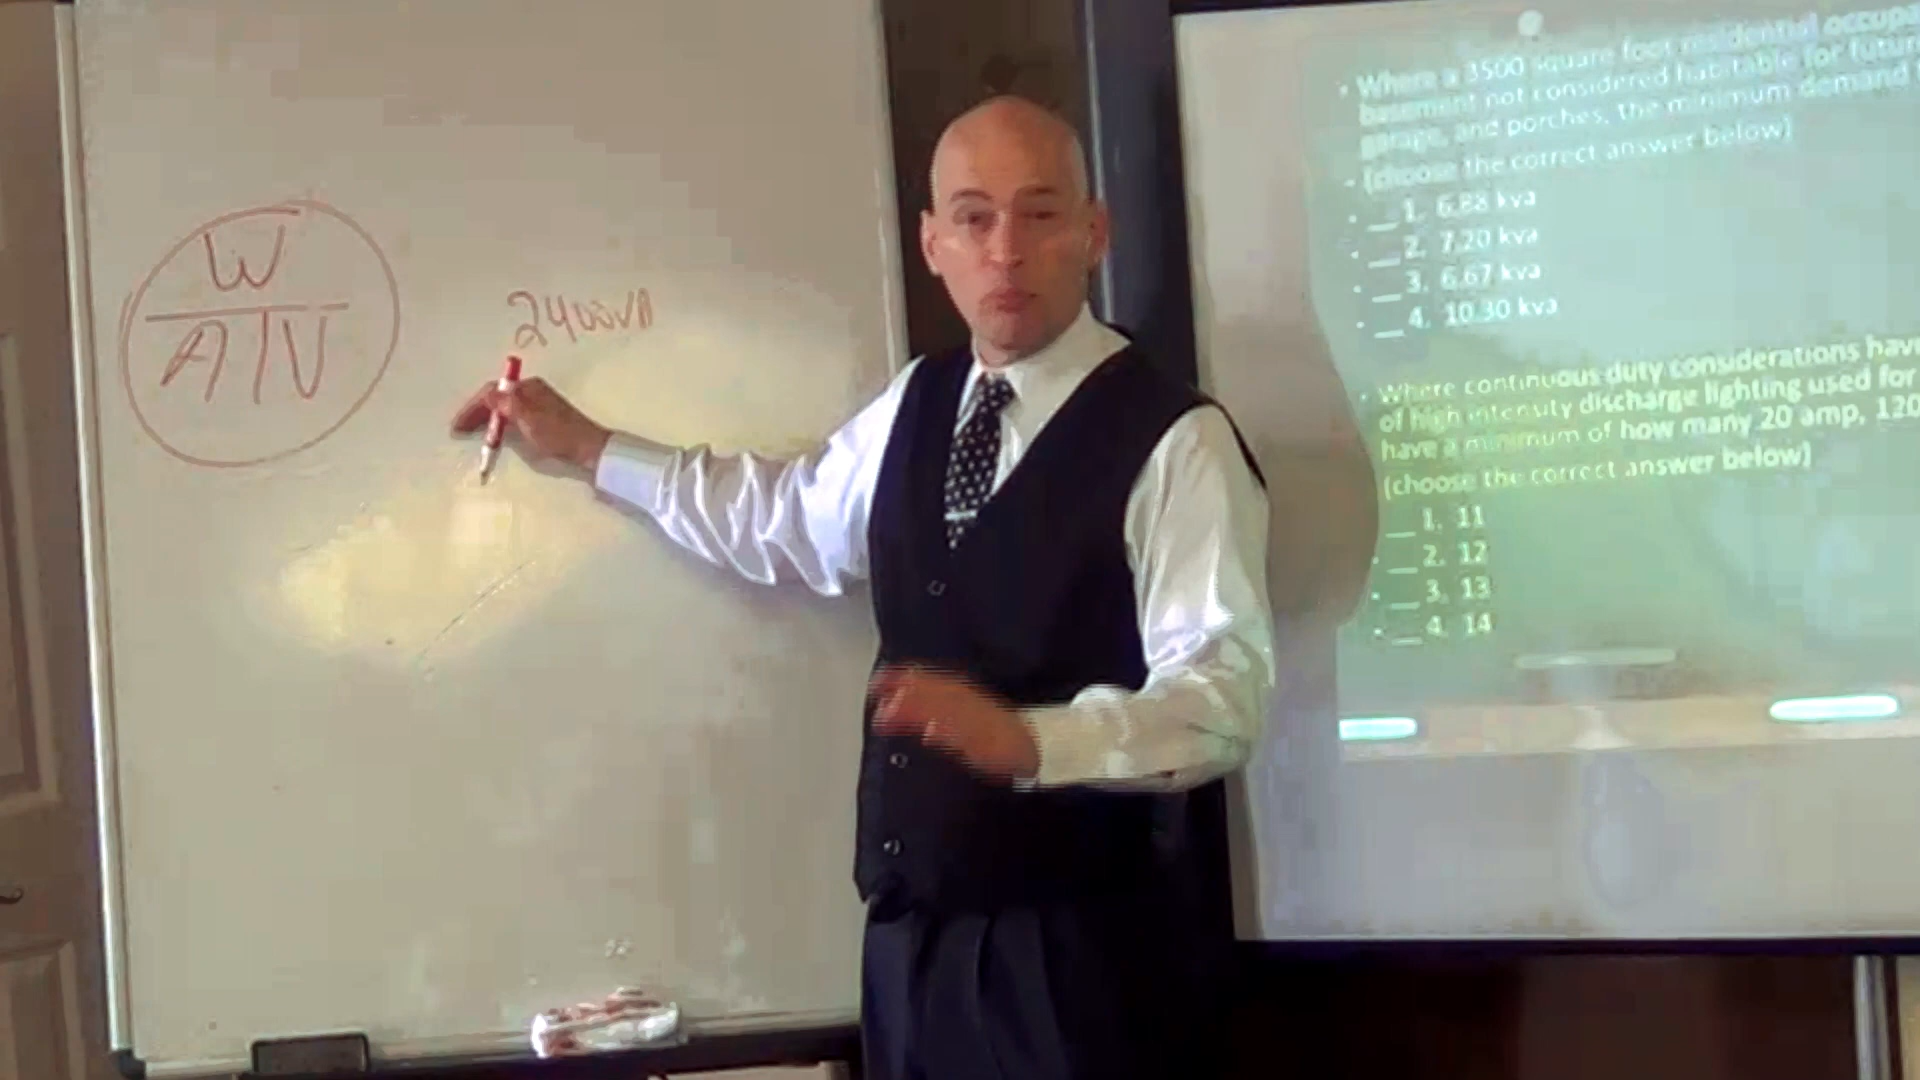 W
A | V
2400VA
• Where a 3500 square foot residential
basement not considered habitable for
garage, and porches, the minimum demand
• (choose the correct answer below)
• __ 1. 6.88 kva
• __ 2. 7.20 kva
• __ 3. 6.67 kva
• __ 4. 10.30 kva
• Where continuous duty considerations
of high intensity discharge lighting used for
have a minimum of how many 20 amp, 120
(choose the correct answer below)
__ 1. 11
• __ 2. 12
• __ 3. 13
• __ 4. 14